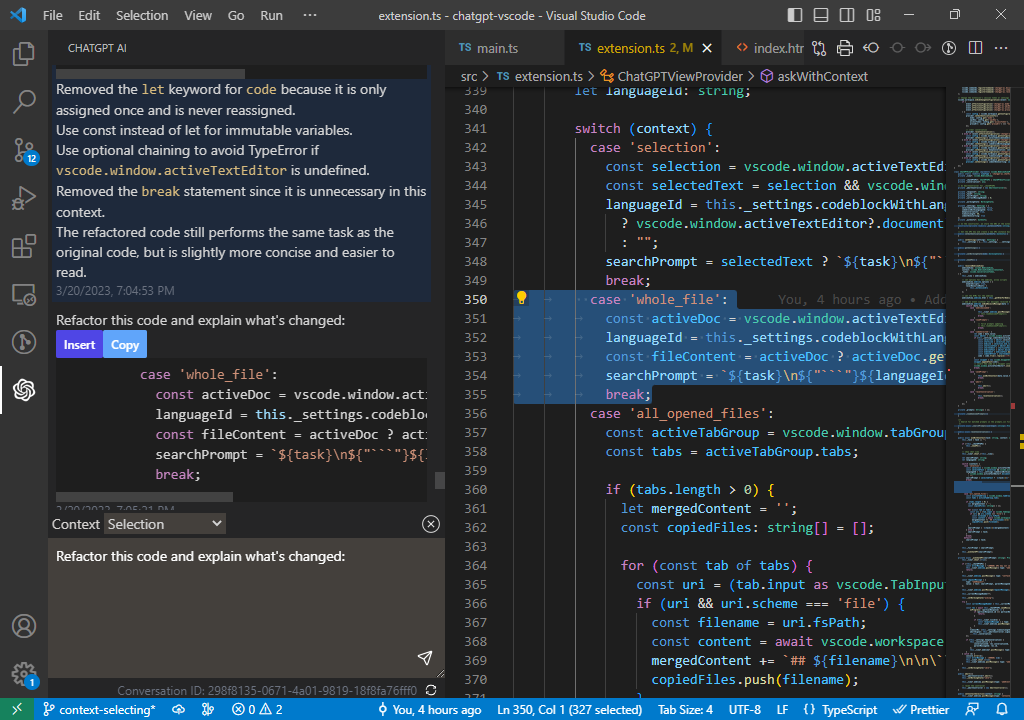 File Edit Selection View Go Run ··· extension.ts - chatgpt-vscode - Visual Studio Code
CHATGPT AI
Removed the let keyword for code because it is only
assigned once and is never reassigned.
Use const instead of let for immutable variables.
Use optional chaining to avoid TypeError if
vscode.window.activeTextEditor is undefined.
Removed the break statement since it is unnecessary in this
context.
The refactored code still performs the same task as the
original code, but is slightly more concise and easier to
read.
3/20/2023, 7:04:53 PM
Refactor this code and explain what's changed:
Insert Copy
case 'whole_file':
const activeDoc = vscode.window.acti
languageId = this._settings.codeblo
const fileContent = activeDoc ? acti
searchPrompt = `${task}\n${"```"}${
break;
3/20/2023, 7:05:21 PM
Context Selection
Refactor this code and explain what's changed:
Conversation ID: 298f8135-0671-4a01-9819-18f8fa76fff0
12
1
TS main.ts TS extension.ts 2, M <> index.htr
src > TS extension.ts > ChatGPTViewProvider > askWithContext
339 let languageId: string;
340
341 switch (context) {
342 case 'selection':
343 const selection = vscode.window.activeTextEdi
344 const selectedText = selection && vscode.win
345 languageId = this._settings.codeblockWithLang
346 ? vscode.window.activeTextEditor?.document
347 : "";
348 searchPrompt = selectedText ? `${task}\n${"``
349 break;
350 case 'whole_file': You, 4 hours ago • Add
351 const activeDoc = vscode.window.activeTextEdi
352 languageId = this._settings.codeblockWithLang
353 const fileContent = activeDoc ? activeDoc.ge
354 searchPrompt = `${task}\n${"```"}${languageI
355 break;
356 case 'all_opened_files':
357 const activeTabGroup = vscode.window.tabGroup
358 const tabs = activeTabGroup.tabs;
359
360 if (tabs.length > 0) {
361 let mergedContent = '';
362 const copiedFiles: string[] = [];
363
364 for (const tab of tabs) {
365 const uri = (tab.input as vscode.TabInput
366 if (uri && uri.scheme === 'file') {
367 const filename = uri.fsPath;
368 const content = await vscode.workspace
369 mergedContent += `## ${filename}\n\n\`
370 copiedFiles.push(filename);
371 }
context-selecting* 0 2 You, 4 hours ago Ln 350, Col 1 (327 selected) Tab Size: 4 UTF-8 LF {} TypeScript Prettier